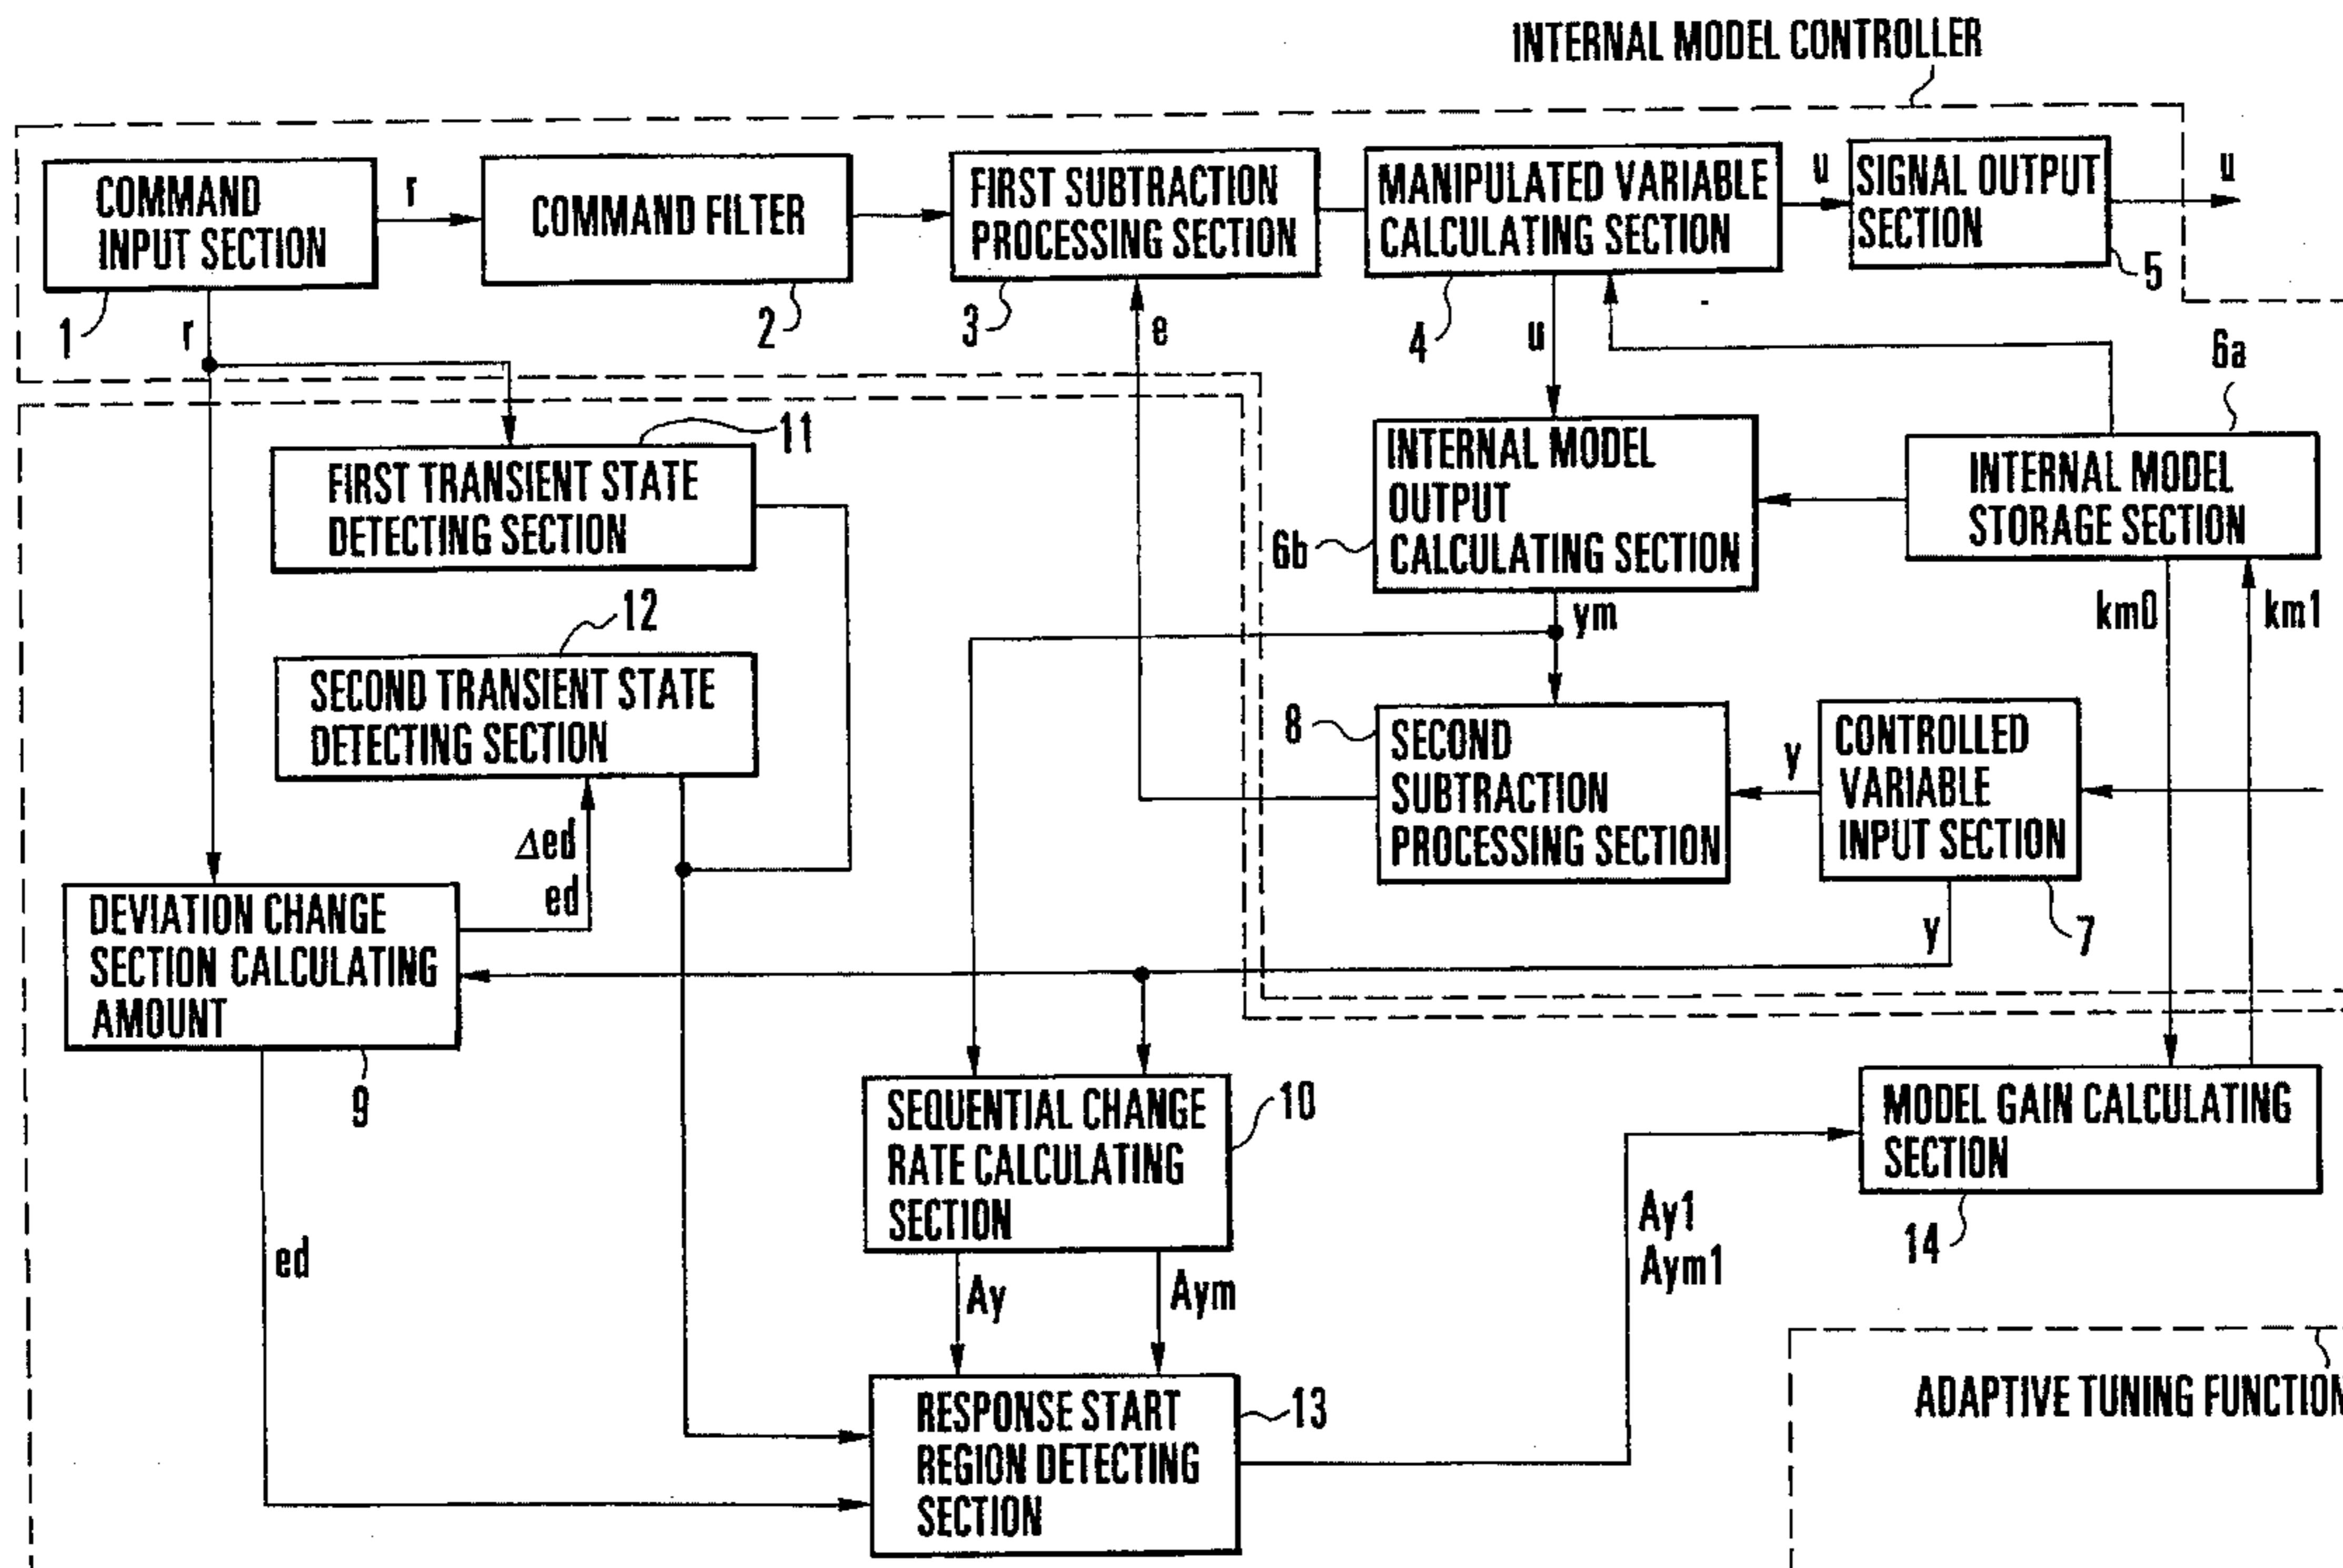 INTERNAL MODEL CONTROLLER
COMMAND
INPUT SECTION
1
r
r
COMMAND FILTER
2
FIRST SUBTRACTION
PROCESSING SECTION
3
e
MANIPULATED VARIABLE
CALCULATING SECTION
4
u
u
SIGNAL OUTPUT
SECTION
5
u
6a
INTERNAL MODEL
STORAGE SECTION
km0
km1
INTERNAL MODEL
OUTPUT
CALCULATING SECTION
6b
ym
11
FIRST TRANSIENT STATE
DETECTING SECTION
12
SECOND TRANSIENT STATE
DETECTING SECTION
Δed
ed
8
SECOND
SUBTRACTION
PROCESSING SECTION
y
CONTROLLED
VARIABLE
INPUT SECTION
7
y
DEVIATION CHANGE
SECTION CALCULATING
AMOUNT
9
ed
SEQUENTIAL CHANGE
RATE CALCULATING
SECTION
10
Ay
Aym
MODEL GAIN CALCULATING
SECTION
14
Ay1
Aym1
RESPONSE START
REGION DETECTING
SECTION
13
ADAPTIVE TUNING FUNCTION